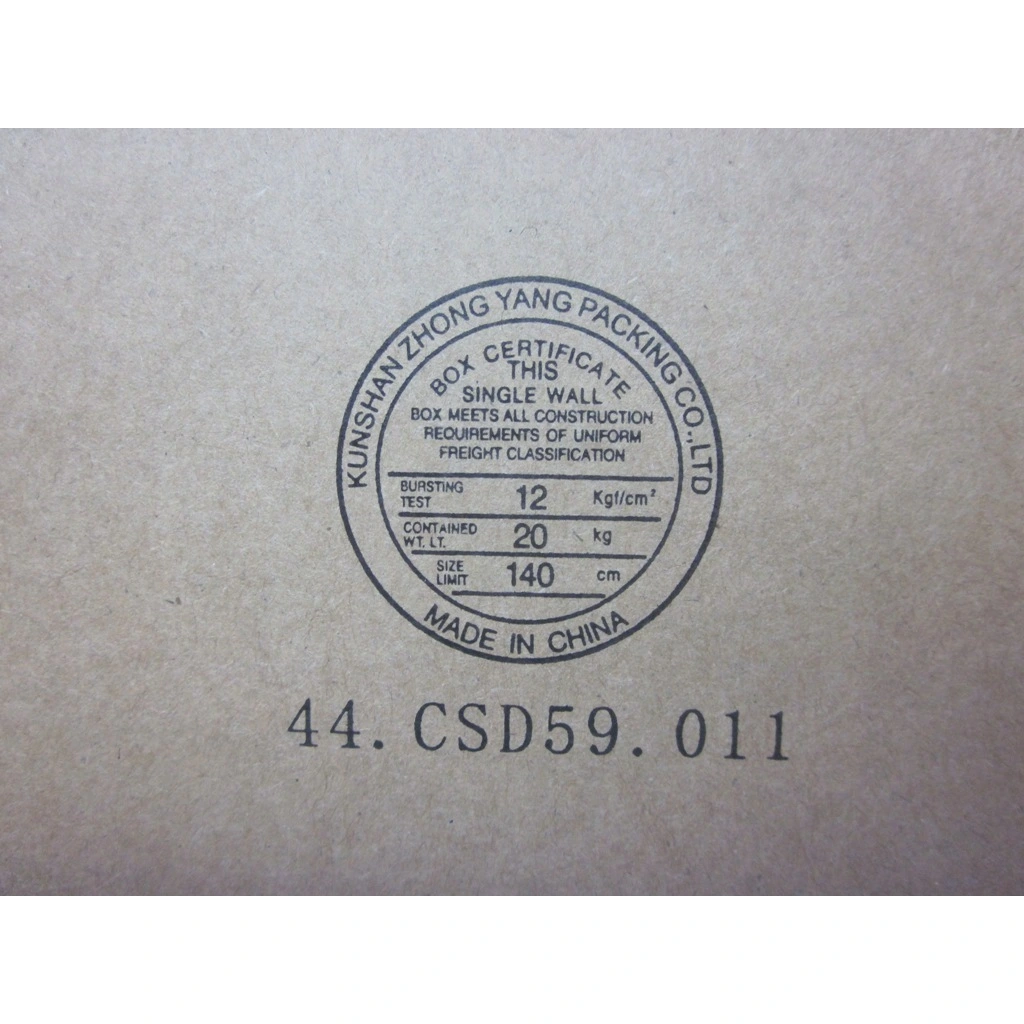 KUNSHAN ZHONG YANG PACKING CO.,LTD
BOX CERTIFICATE
THIS
SINGLE WALL
BOX MEETS ALL CONSTRUCTION
REQUIREMENTS OF UNIFORM
FREIGHT CLASSIFICATION
BURSTING TEST 12 Kgf/cm²
CONTAINED WT. LT. 20 kg
SIZE LIMIT 140 cm
MADE IN CHINA
44.CSD59.011